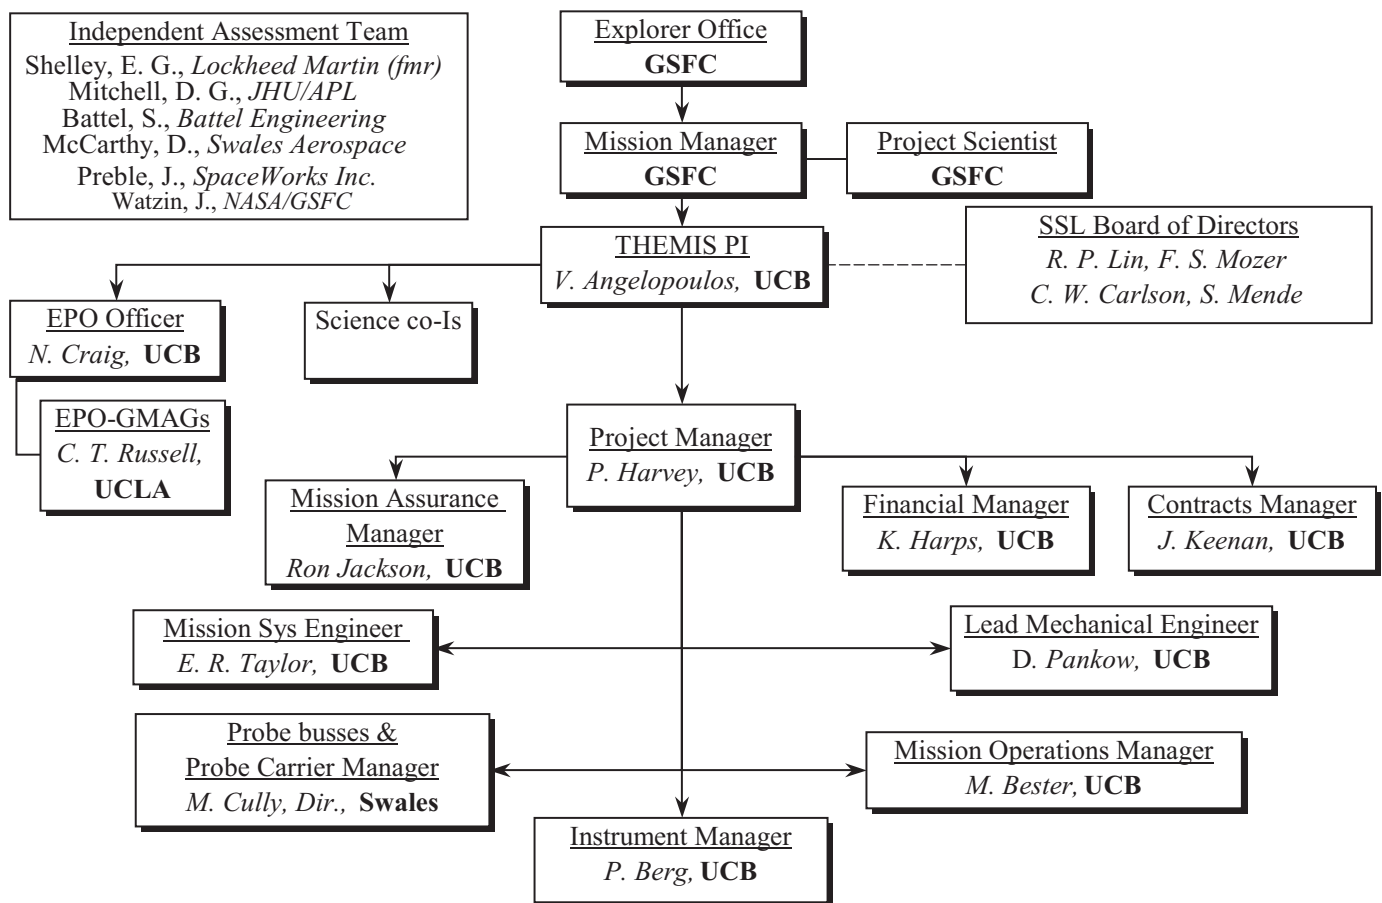 Independent Assessment Team
Shelley, E. G., Lockheed Martin (fmr)
Mitchell, D. G., JHU/APL
Battel, S., Battel Engineering
McCarthy, D., Swales Aerospace
Preble, J., SpaceWorks Inc.
Watzin, J., NASA/GSFC
Explorer Office
GSFC
Mission Manager
GSFC
Project Scientist
GSFC
THEMIS PI
V. Angelopoulos, UCB
SSL Board of Directors
R. P. Lin, F. S. Mozer
C. W. Carlson, S. Mende
EPO Officer
N. Craig, UCB
Science co-Is
EPO-GMAGs
C. T. Russell,
UCLA
Project Manager
P. Harvey, UCB
Mission Assurance
Manager
Ron Jackson, UCB
Financial Manager
K. Harps, UCB
Contracts Manager
J. Keenan, UCB
Mission Sys Engineer
E. R. Taylor, UCB
Lead Mechanical Engineer
D. Pankow, UCB
Probe busses &
Probe Carrier Manager
M. Cully, Dir., Swales
Mission Operations Manager
M. Bester, UCB
Instrument Manager
P. Berg, UCB